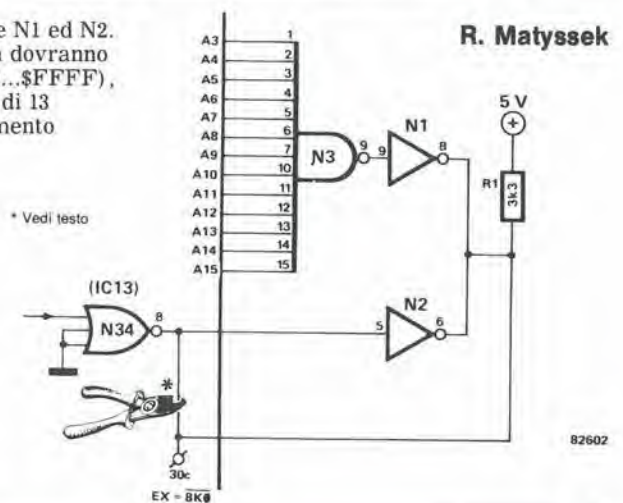 e N1 ed N2.
dovranno
...$FFFF),
di 13
mento
R. Matyssek
* Vedi testo
A3 1
A4 2
A5 3
A6 4
A7 5
A8 6
A9 7
A10 10
A11 11
A12 12
A13 13
A14 14
A15 15
N3 9
9 N1 8
5 V
+
R1 3k3
(IC13)
N34 8
5 N2 6
*
30c
EX = 8K0
82602